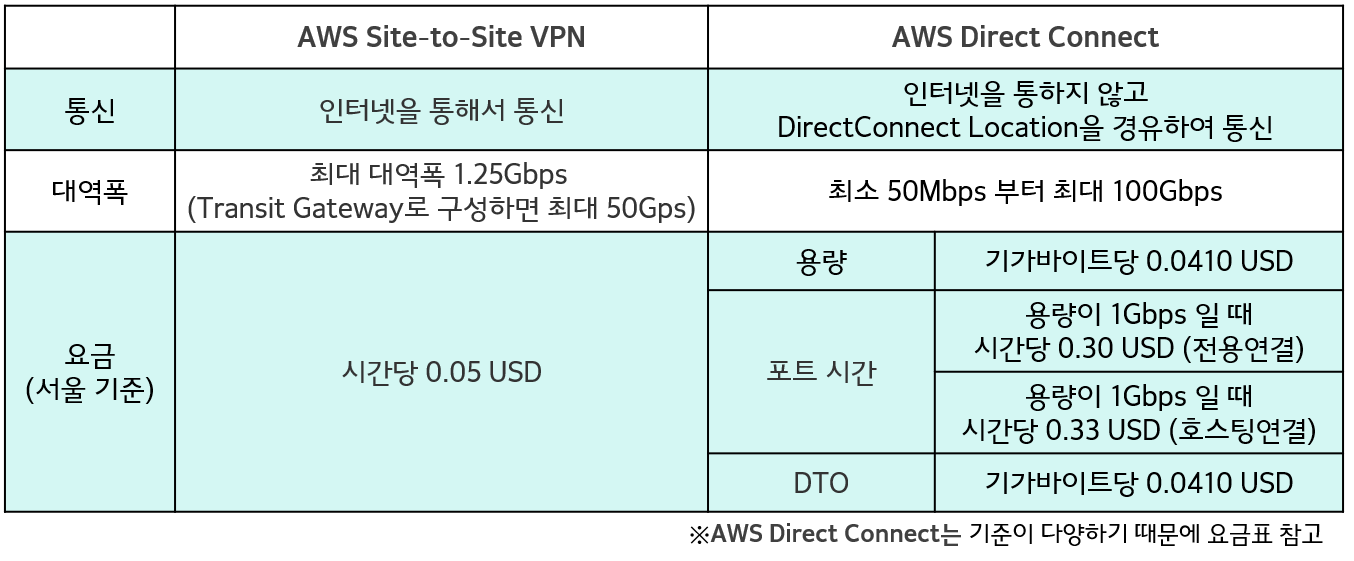 AWS Site-to-Site VPN
AWS Direct Connect
통신
인터넷을 통해서 통신
인터넷을 통하지 않고
DirectConnect Location을 경유하여 통신
대역폭
최대 대역폭 1.25Gbps
(Transit Gateway로 구성하면 최대 50Gps)
최소 50Mbps 부터 최대 100Gbps
요금
(서울 기준)
시간당 0.05 USD
용량
기가바이트당 0.0410 USD
포트 시간
용량이 1Gbps 일 때
시간당 0.30 USD (전용연결)
용량이 1Gbps 일 때
시간당 0.33 USD (호스팅연결)
DTO
기가바이트당 0.0410 USD
※AWS Direct Connect는 기준이 다양하기 때문에 요금표 참고